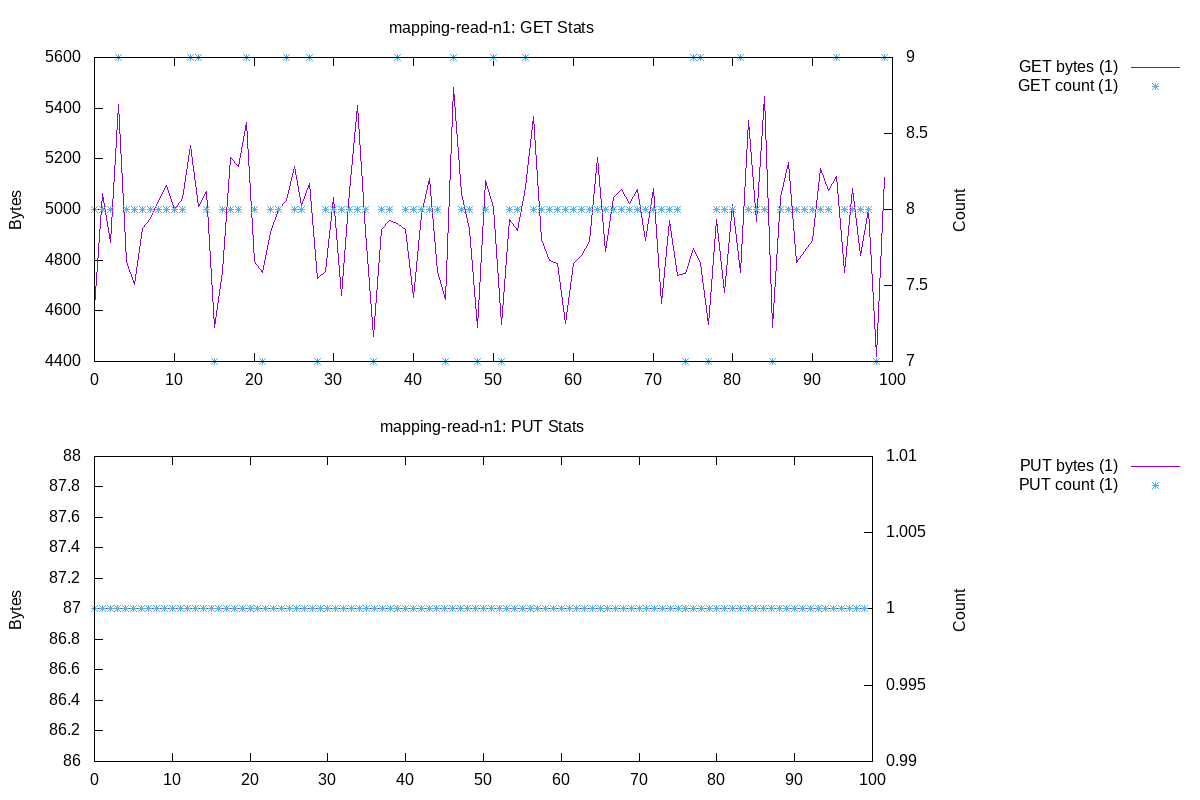 mapping-read-n1: GET Stats
5600
5400
5200
5000
4800
4600
4400
Bytes
9
8.5
8
7.5
7
Count
0 10 20 30 40 50 60 70 80 90 100
GET bytes (1)
GET count (1)
mapping-read-n1: PUT Stats
88
87.8
87.6
87.4
87.2
87
86.8
86.6
86.4
86.2
86
Bytes
1.01
1.005
1
0.995
0.99
Count
0 10 20 30 40 50 60 70 80 90 100
PUT bytes (1)
PUT count (1)